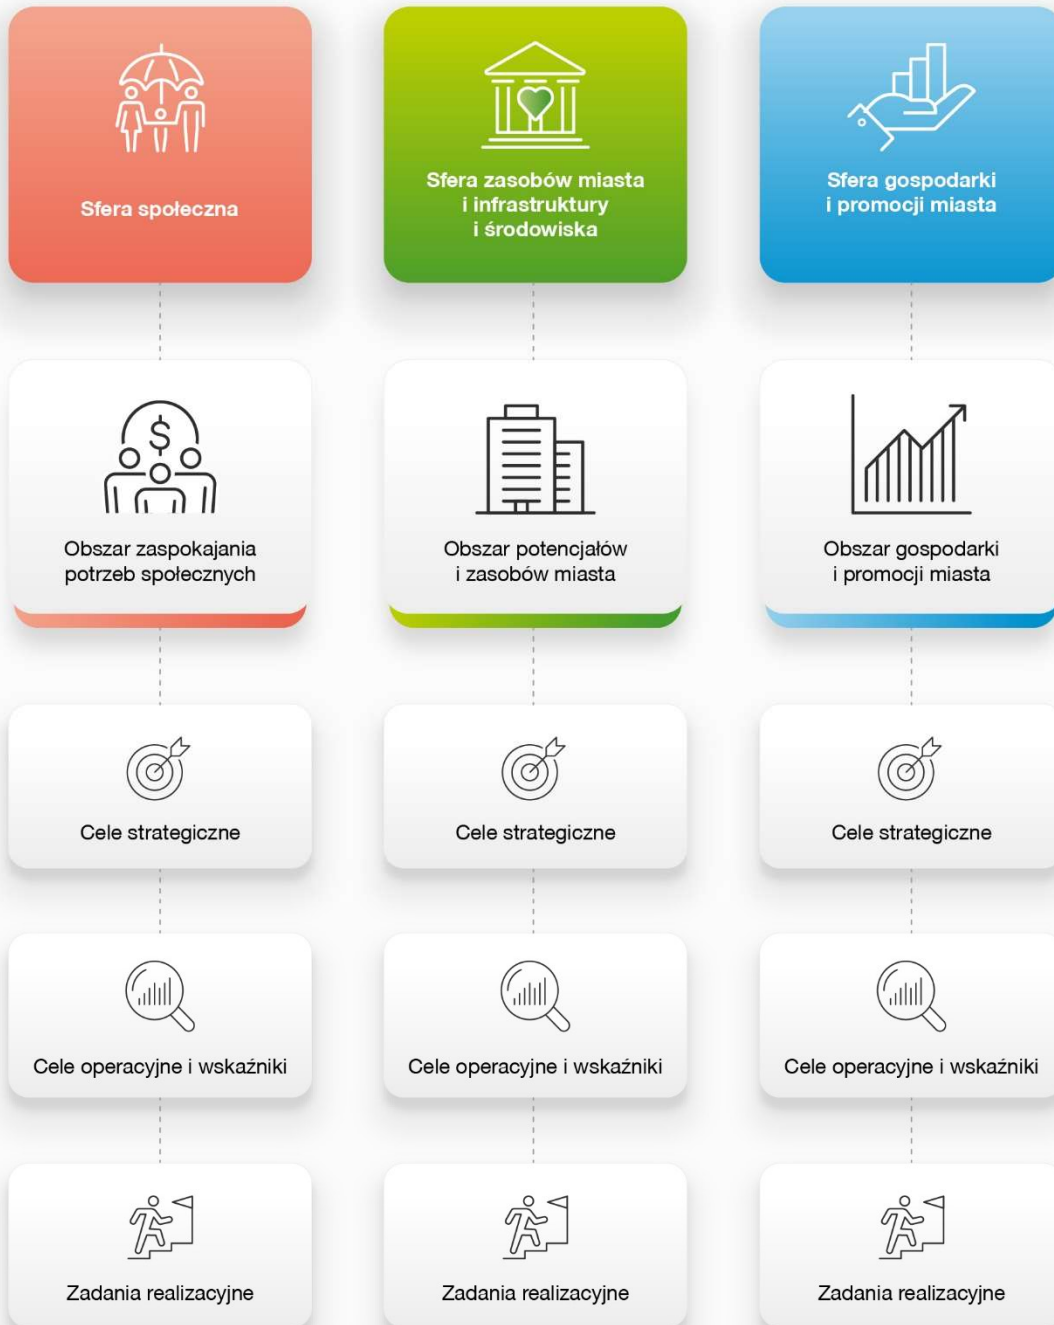 Sfera społeczna
Sfera zasobów miasta
i infrastruktury
i środowiska
Sfera gospodarki
i promocji miasta
Obszar zaspokajania
potrzeb społecznych
Obszar potencjałów
i zasobów miasta
Obszar gospodarki
i promocji miasta
Cele strategiczne
Cele strategiczne
Cele strategiczne
Cele operacyjne i wskaźniki
Cele operacyjne i wskaźniki
Cele operacyjne i wskaźniki
Zadania realizacyjne
Zadania realizacyjne
Zadania realizacyjne